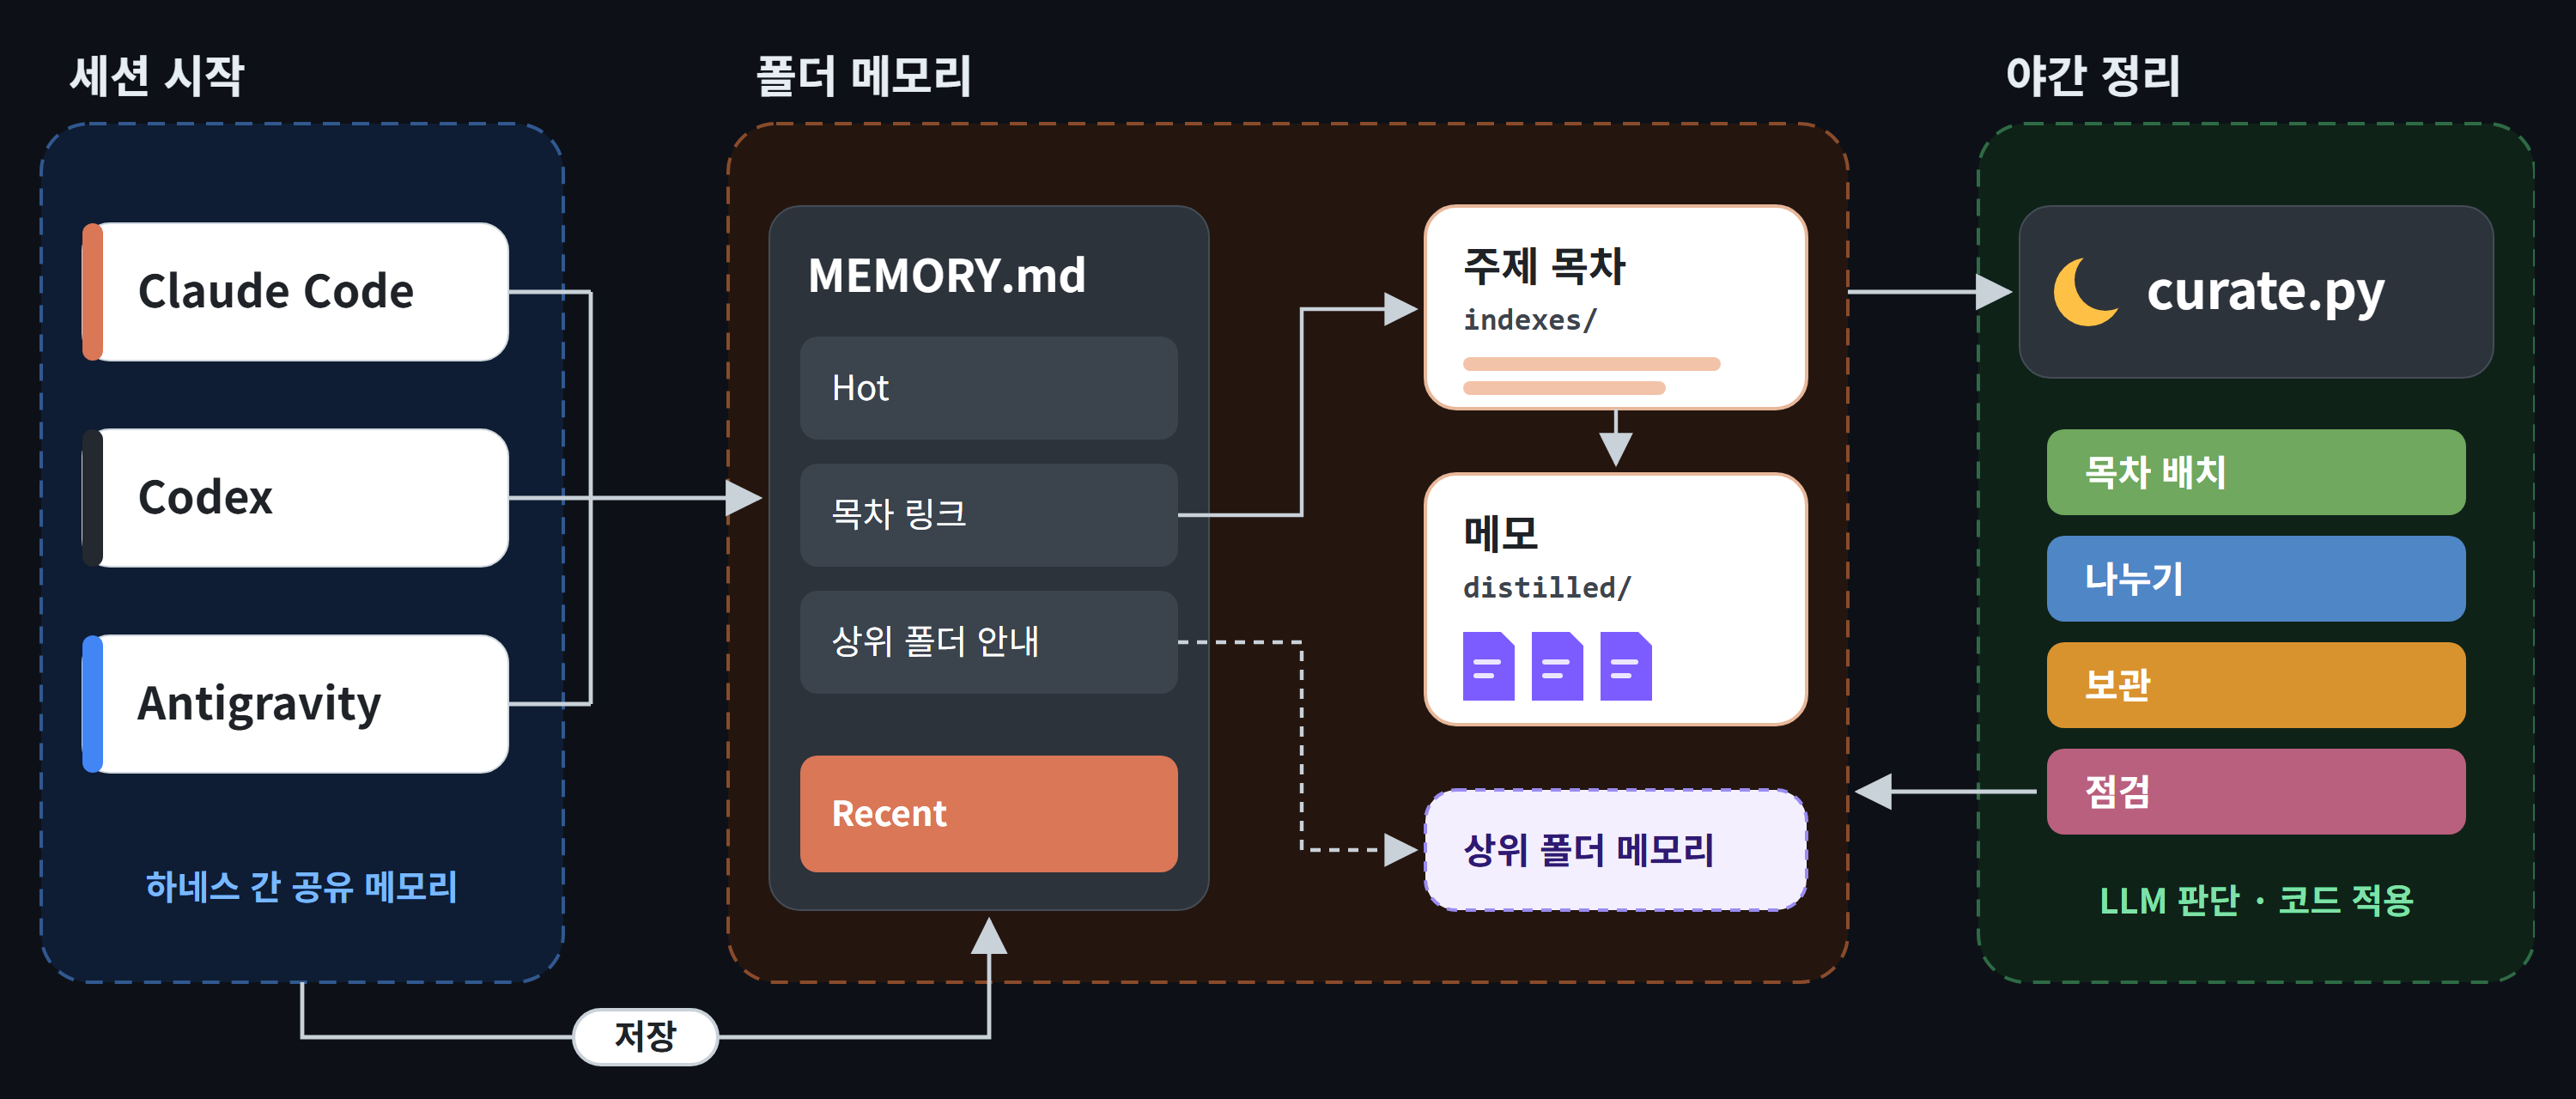 세션 시작
Claude Code
Codex
Antigravity
하네스 간 공유 메모리
저장
폴더 메모리
MEMORY.md
Hot
목차 링크
상위 폴더 안내
Recent
주제 목차
indexes/
메모
distilled/
상위 폴더 메모리
야간 정리
curate.py
목차 배치
나누기
보관
점검
LLM 판단 · 코드 적용